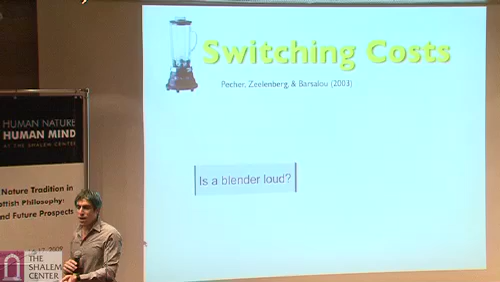 Switching Costs
Pecher, Zeelenberg, & Barsalou (2003)
Is a blender loud?
HUMAN NATURE
HUMAN MIND
AT THE SHALEM CENTER
Nature Tradition in
ttish Philosophy:
nd Future Prospects
THE
SHALEM
CENTER